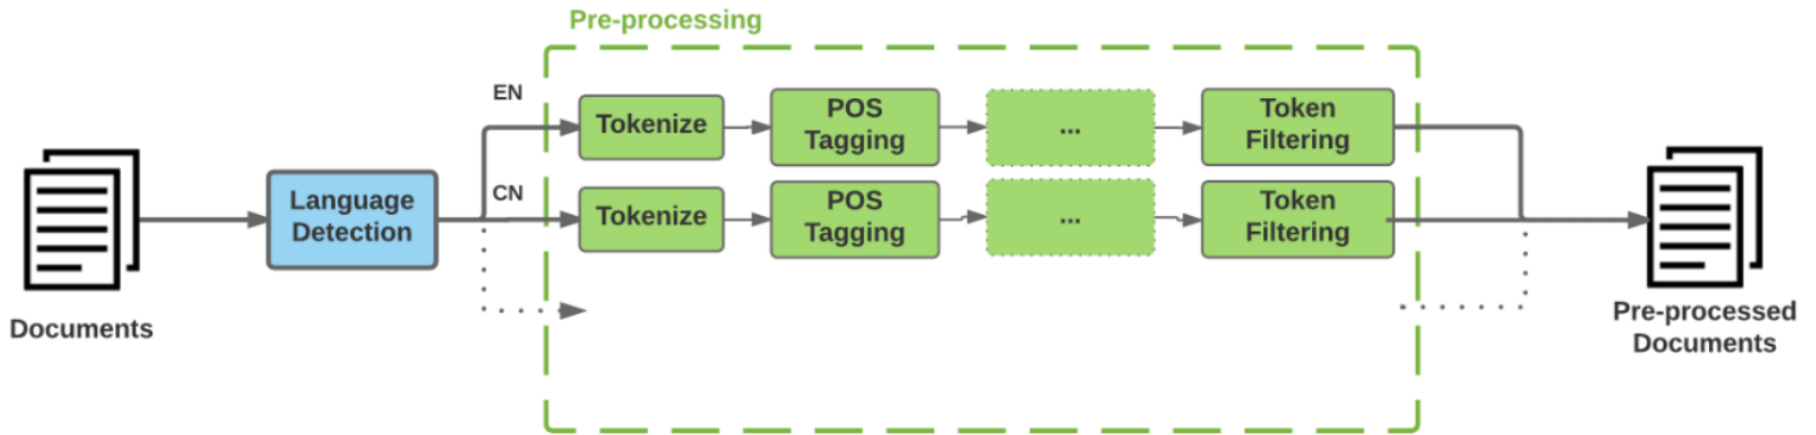 Pre-processing
EN
Tokenize
POS
Tagging
...
Token
Filtering
CN
Language
Detection
Tokenize
POS
Tagging
...
Token
Filtering
Documents
Pre-processed
Documents